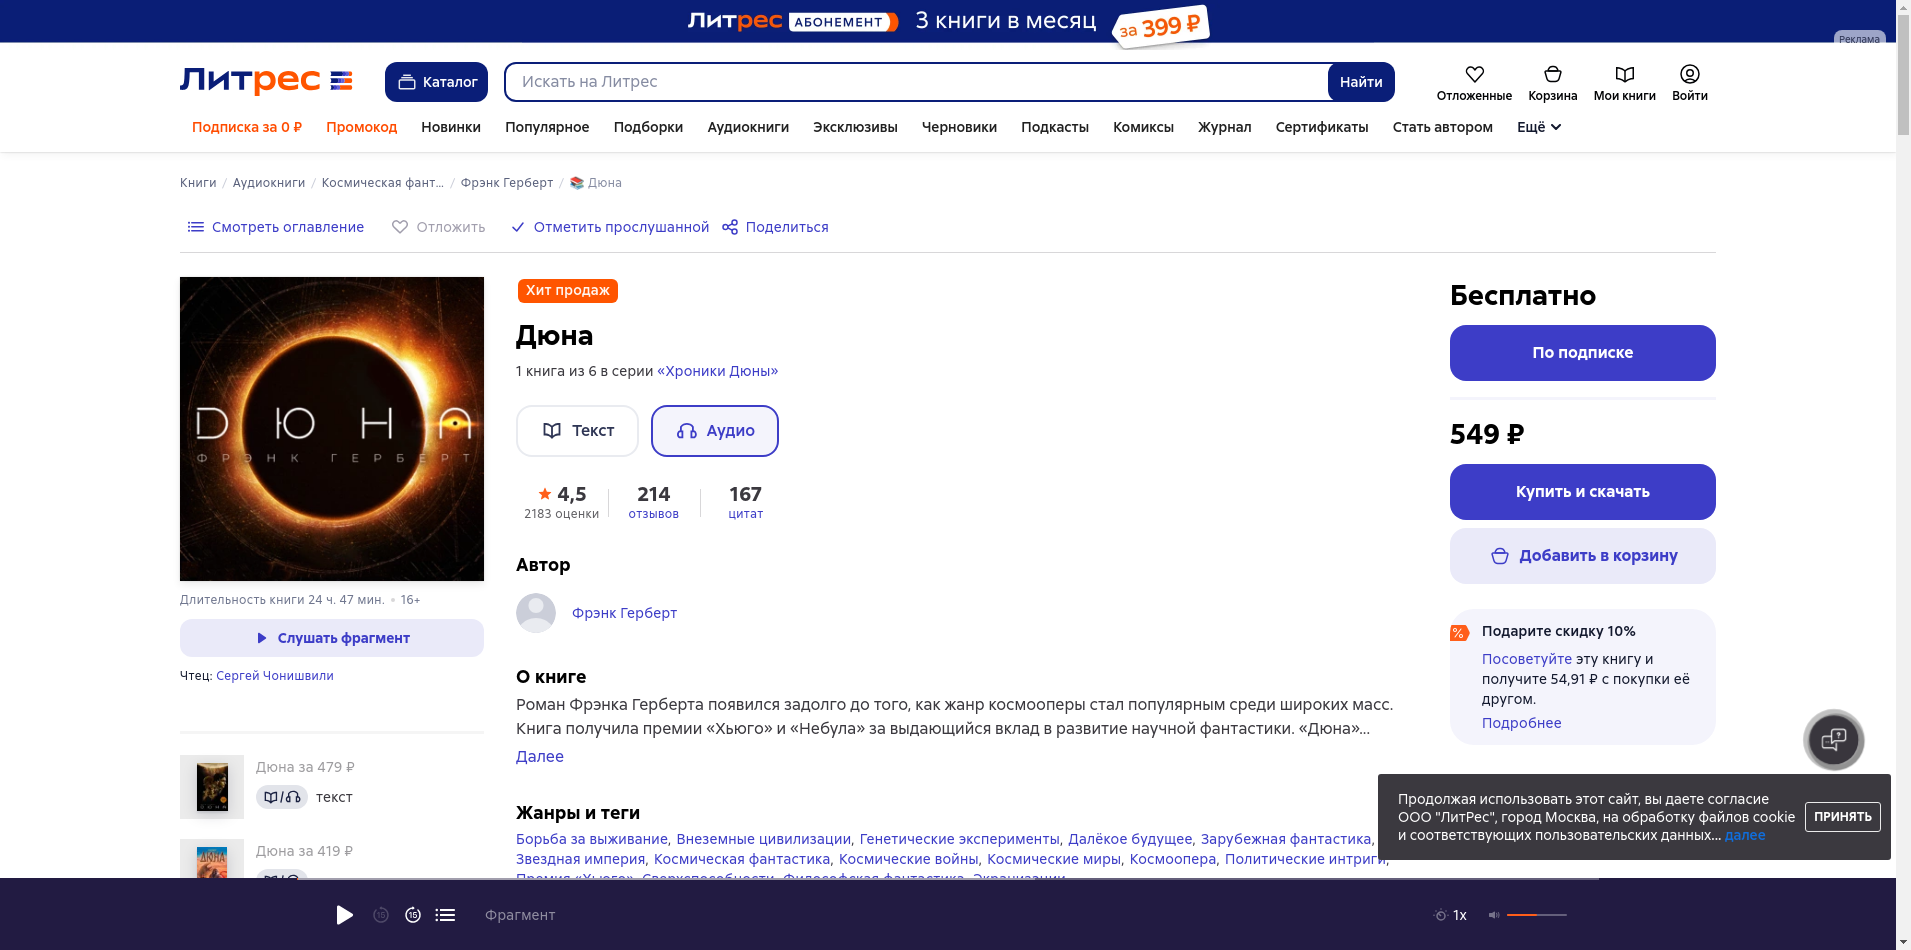 Литрес АБОНЕМЕНТ 3 книги в месяц за 399 ₽
Реклама
Литрес
Каталог
Искать на Литрес
Найти
Отложенные
Корзина
Мои книги
Войти
Подписка за 0 ₽
Промокод
Новинки
Популярное
Подборки
Аудиокниги
Эксклюзивы
Черновики
Подкасты
Комиксы
Журнал
Сертификаты
Стать автором
Ещё
Книги / Аудиокниги / Космическая фант... / Фрэнк Герберт / 📚 Дюна
Смотреть оглавление
Отложить
Отметить прослушанной
Поделиться
ДЮНА
ФРЭНК ГЕРБЕРТ
Длительность книги 24 ч. 47 мин. • 16+
Слушать фрагмент
Чтец: Сергей Чонишвили
Дюна за 479 ₽
текст
Дюна за 419 ₽
Хит продаж
Дюна
1 книга из 6 в серии «Хроники Дюны»
Текст
Аудио
4,5
2183 оценки
214
отзывов
167
цитат
Автор
Фрэнк Герберт
О книге
Роман Фрэнка Герберта появился задолго до того, как жанр космооперы стал популярным среди широких масс.
Книга получила премии «Хьюго» и «Небула» за выдающийся вклад в развитие научной фантастики. «Дюна»...
Далее
Жанры и теги
Борьба за выживание, Внеземные цивилизации, Генетические эксперименты, Далёкое будущее, Зарубежная фантастика,
Звездная империя, Космическая фантастика, Космические войны, Космические миры, Космоопера, Политические интриги,
Премия «Хьюго», Сверхспособности, Философская фантастика, Экранизации
Бесплатно
По подписке
549 ₽
Купить и скачать
Добавить в корзину
%
Подарите скидку 10%
Посоветуйте эту книгу и
получите 54,91 ₽ с покупки её
другом.
Подробнее
Продолжая использовать этот сайт, вы даете согласие
ООО "ЛитРес", город Москва, на обработку файлов cookie
и соответствующих пользовательских данных... далее
ПРИНЯТЬ
15
15
Фрагмент
1x